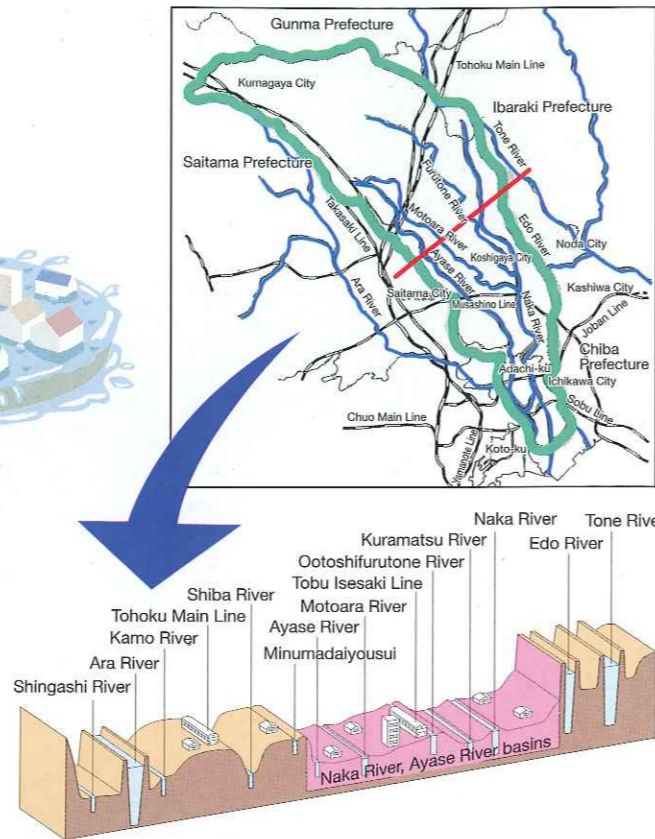 Gunma Prefecture
Tohoku Main Line
Kumagaya City
Ibaraki Prefecture
Tone River
Saitama Prefecture
Furutone River
Takasaki Line
Motoara River
Edo River
Koshigaya City
Noda City
Ayase River
Ara River
Saitama City
Musashino Line
Kashiwa City
Naka River
Joban Line
Chiba
Prefecture
Adachi-ku
Ichikawa City
Sobu Line
Chuo Main Line
Yamanote Line
Koto-ku
Naka River
Tone Rive
Kuramatsu River
Edo River
Ootoshifurutone River
Shiba River
Tobu Isesaki Line
Tohoku Main Line
Motoara River
Kamo River
Ayase River
Ara River
Minumadaiyousui
Shingashi River
Naka River, Ayase River basins